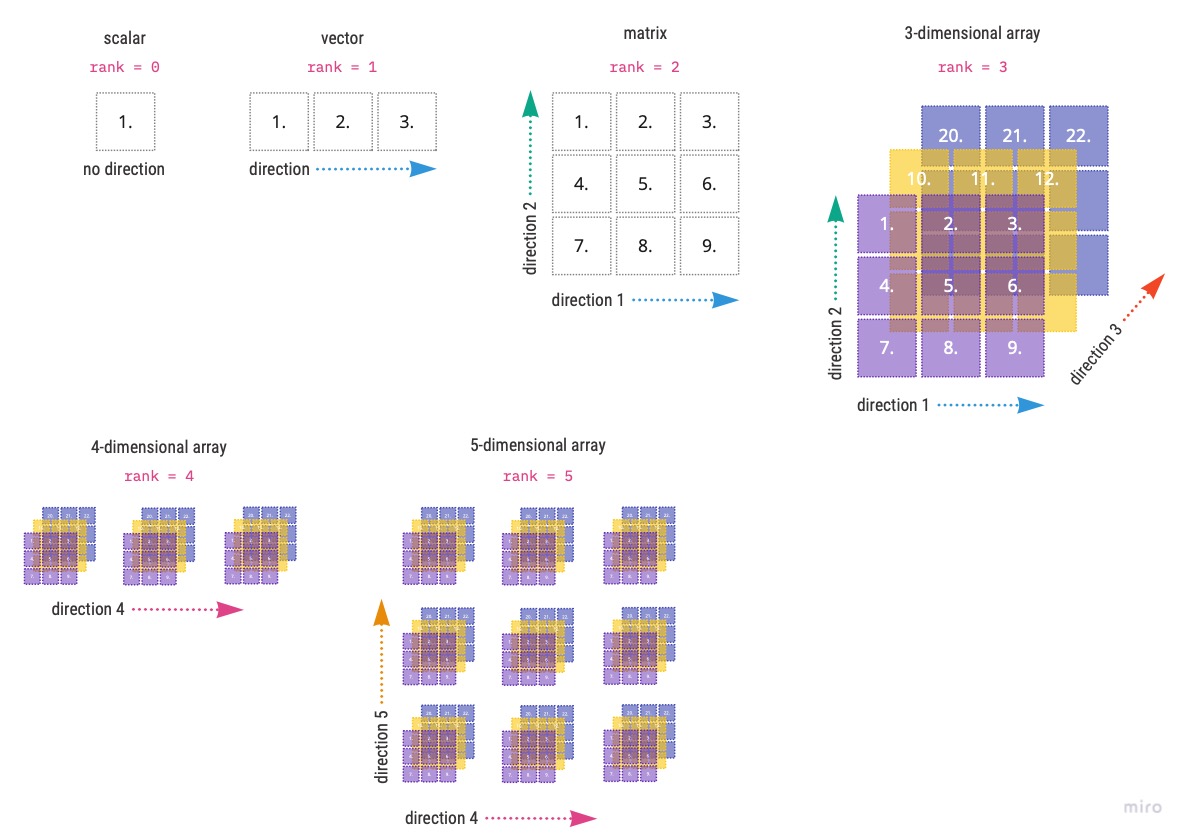 scalar
rank = 0
1.
no direction
vector
rank = 1
1. 2. 3.
direction
matrix
rank = 2
1. 2. 3.
4. 5. 6.
7. 8. 9.
direction 2
direction 1
3-dimensional array
rank = 3
20. 21. 22.
10. 11. 12.
1. 2. 3.
4. 5. 6.
7. 8. 9.
direction 2
direction 1
direction 3
4-dimensional array
rank = 4
direction 4
5-dimensional array
rank = 5
direction 5
direction 4
miro